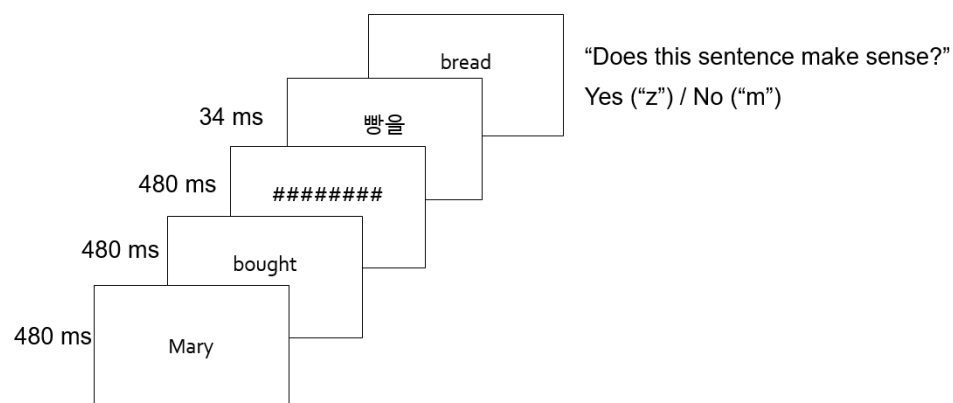 bread
“Does this sentence make sense?”
Yes (“z”) / No (“m”)
34 ms
빵을
480 ms
########
480 ms
bought
480 ms
Mary